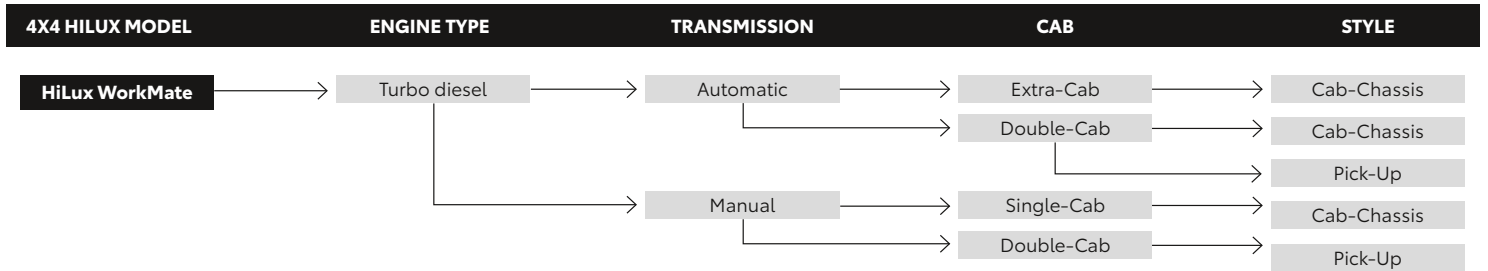 4X4 HILUX MODEL ENGINE TYPE TRANSMISSION CAB STYLE
HiLux WorkMate Turbo diesel Automatic Extra-Cab Cab-Chassis
Double-Cab Cab-Chassis
Pick-Up
Manual Single-Cab Cab-Chassis
Double-Cab Pick-Up